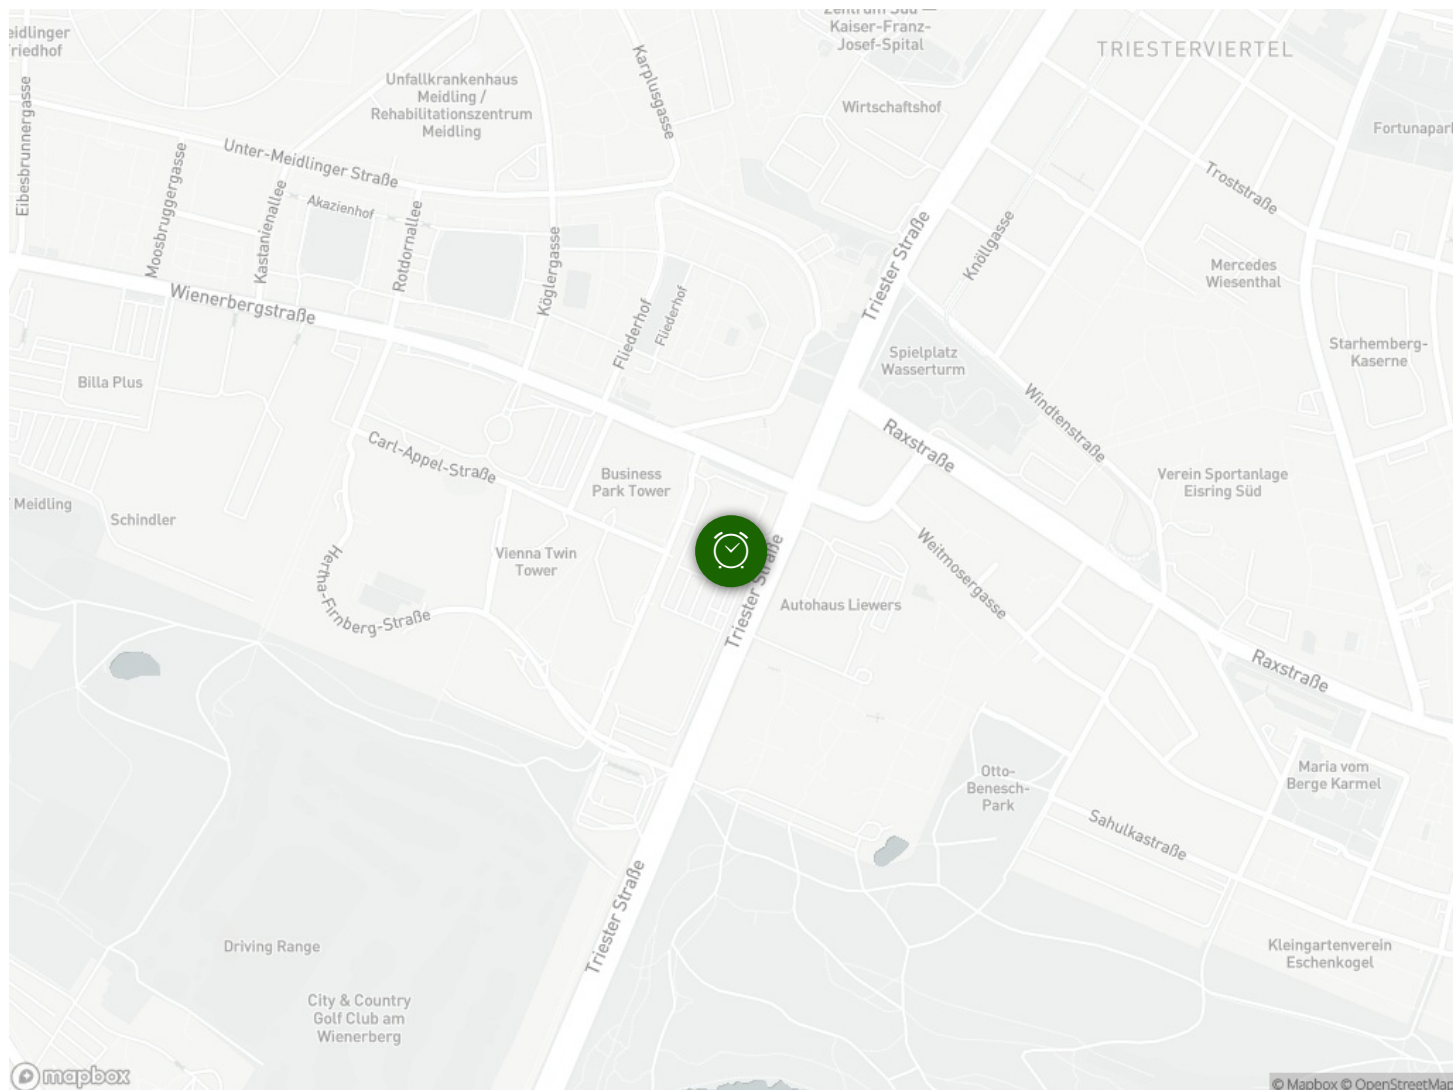 Zentrum Süd —
Kaiser-Franz-
Josef-Spital
eidlinger
riedhof
TRIESTERVIERTEL
Karplusgasse
Unfallkrankenhaus
Meidling /
Rehabilitationszentrum
Meidling
Wirtschaftshof
Fortunapark
Eibesbrunnergasse
Unter-Meidlinger Straße
Moosbruggergasse
Kastanienallee
Akazienhof
Rotdornallee
Troststraße
Köglergasse
Triester Straße
Knöllgasse
Mercedes
Wiesenthal
Wienerbergstraße
Fliederhof
Fliederhof
Spielplatz
Wasserturm
Starhemberg-
Kaserne
Billa Plus
Windtenstraße
Carl-Appel-Straße
Raxstraße
Business
Park Tower
Verein Sportanlage
Eisring Süd
/ Meidling
Schindler
Vienna Twin
Tower
Weitmosergasse
Hertha-Firnberg-Straße
Triester Straße
Autohaus Liewers
Raxstraße
Otto-
Benesch-
Park
Maria vom
Berge Karmel
Sahulkastraße
Triester Straße
Driving Range
Kleingartenverein
Eschenkogel
City & Country
Golf Club am
Wienerberg
mapbox
© Mapbox © OpenStreetMap